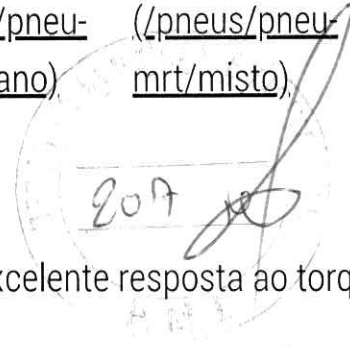 /pneu- (/pneus/pneu-
ano) mrt/misto)
207
xcelente resposta ao torq